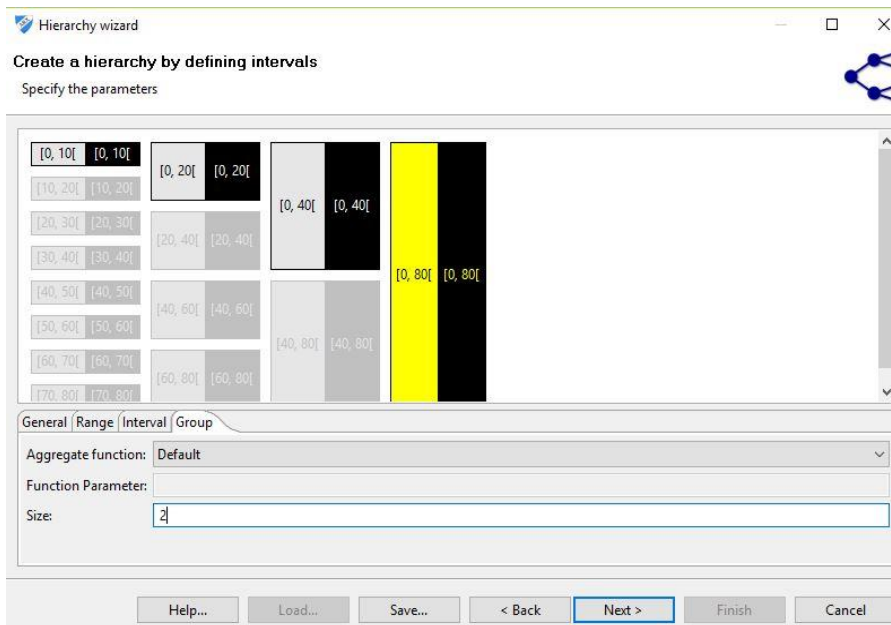 Hierarchy wizard
Create a hierarchy by defining intervals
Specify the parameters
[0, 10[ [0, 10[
[10, 20[ [10, 20[
[20, 30[ [20, 30[
[30, 40[ [30, 40[
[40, 50[ [40, 50[
[50, 60[ [50, 60[
[60, 70[ [60, 70[
[70, 80[ [70, 80[
[0, 20[ [0, 20[
[20, 40[ [20, 40[
[40, 60[ [40, 60[
[60, 80[ [60, 80[
[0, 40[ [0, 40[
[40, 80[ [40, 80[
[0, 80[ [0, 80[
General Range Interval Group
Aggregate function: Default
Function Parameter:
Size: 2
Help... Load... Save... < Back Next > Finish Cancel